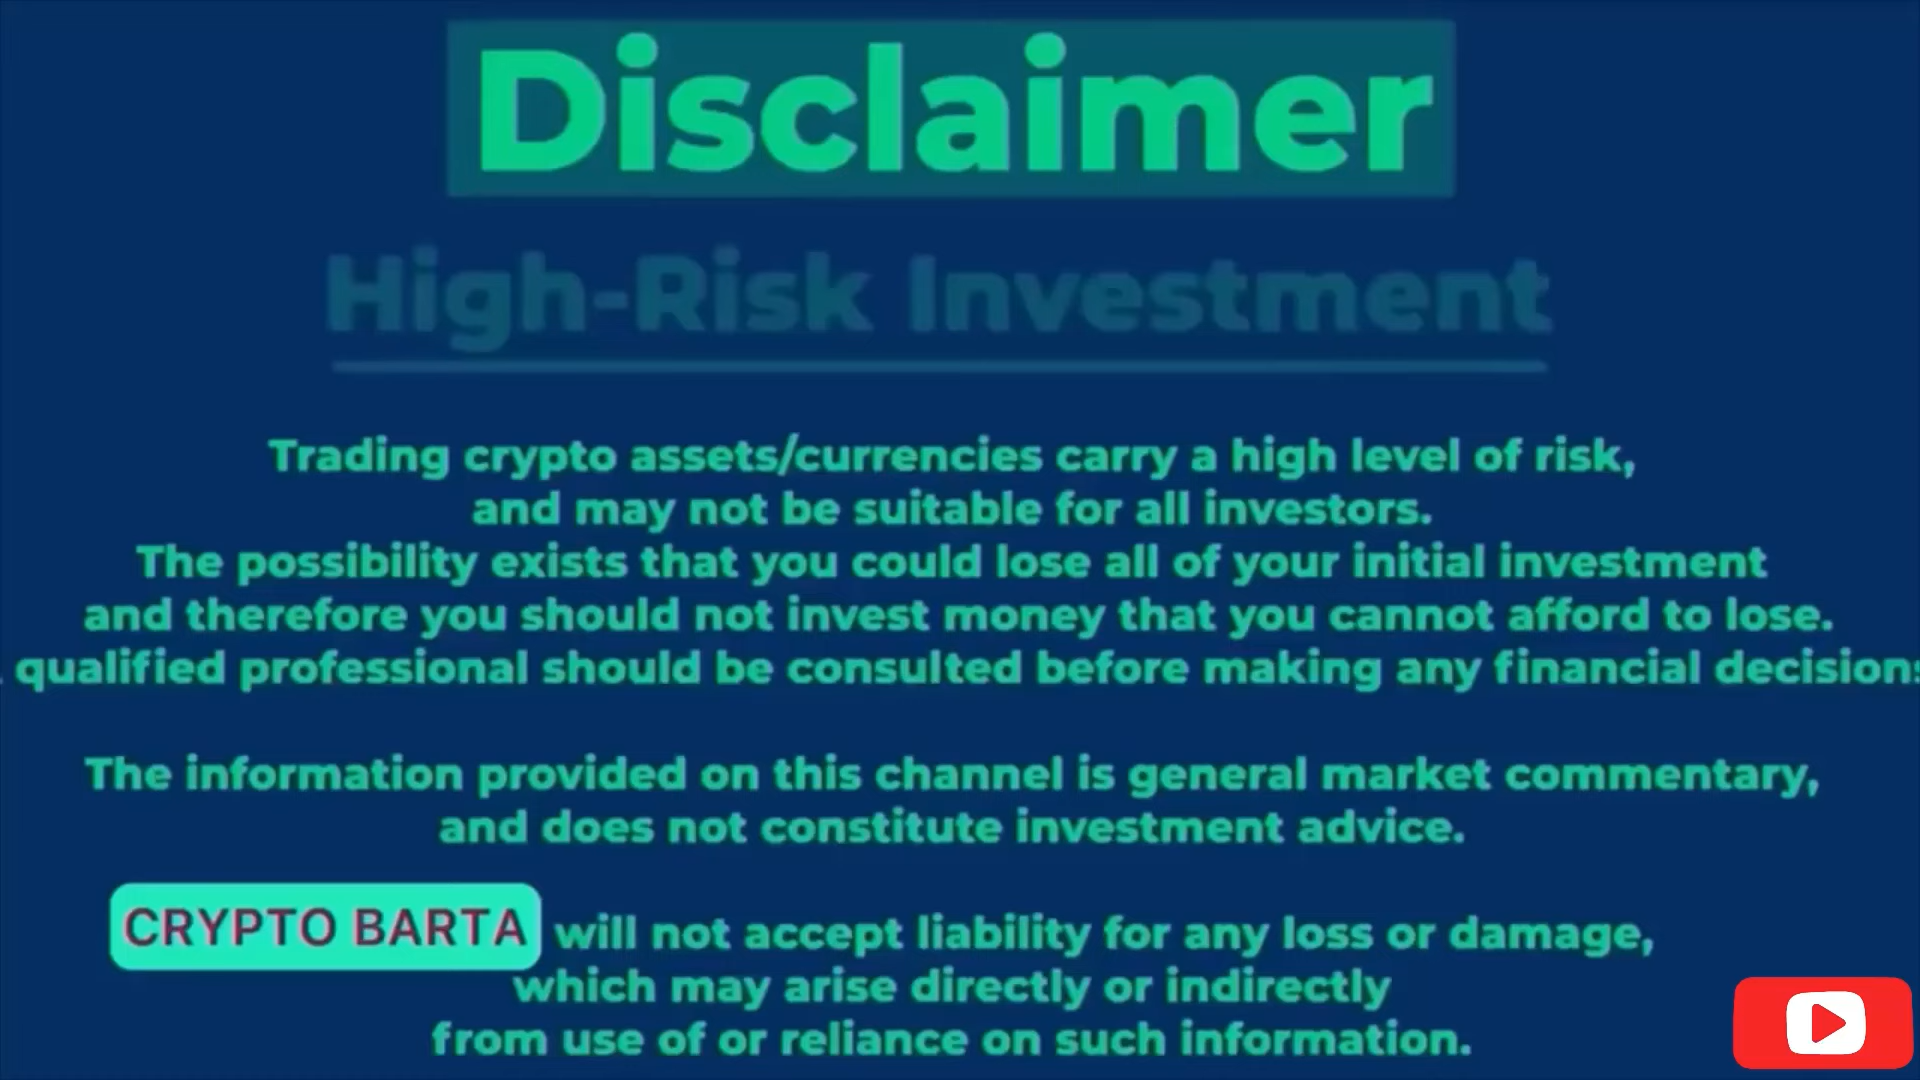 Disclaimer
High-Risk Investment
Trading crypto assets/currencies carry a high level of risk,
and may not be suitable for all investors.
The possibility exists that you could lose all of your initial investment
and therefore you should not invest money that you cannot afford to lose.
qualified professional should be consulted before making any financial decisions
The information provided on this channel is general market commentary,
and does not constitute investment advice.
CRYPTO BARTA will not accept liability for any loss or damage,
which may arise directly or indirectly
from use of or reliance on such information.